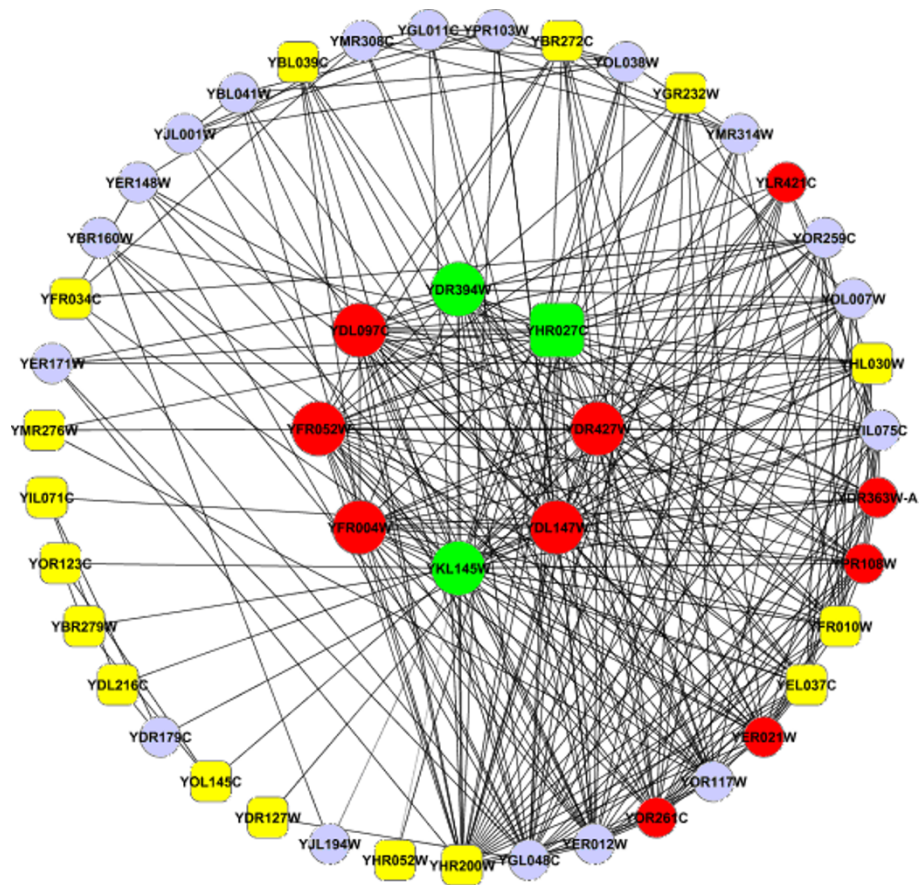 YGL011C
YPR103W
YMR308C
YBR272C
YBL039C
YOL038W
YBL041W
YGR232W
YJL001W
YMR314W
YER148W
YLR421C
YBR160W
YOR259C
YDR394W
YFR034C
YOL007W
YDL097C
YHR027C
YER171W
YHL030W
YMR276W
YFR052W
YDR427W
YIL075C
YIL071C
YDR363W-A
YFR004W
YDL147W
YOR123C
YKL145W
YPR108W
YBR279W
YFR010W
YDL216C
YEL037C
YDR179C
YER021W
YOL145C
YOR117W
YDR127W
YOR261C
YJL194W
YER012W
YHR052W
YHR200W
YGL048C